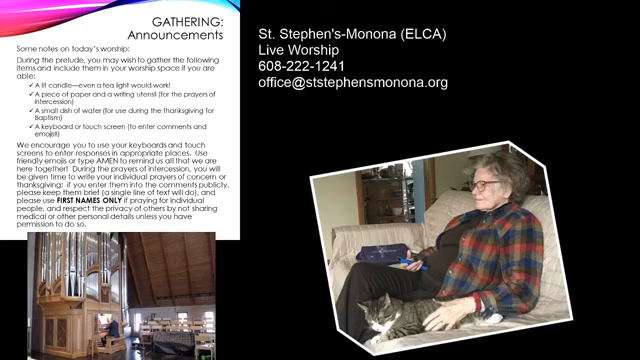 GATHERING:
Announcements
Some notes on today's worship:
During the prelude, you may wish to gather the following
items and include them in your worship space if you are
able:
✓A lit candle—even a tea light would work!
✓A piece of paper and a writing utensil (for the prayers of
intercession)
✓A small dish of water (for use during the Thanksgiving for
Baptism)
✓A keyboard or touch screen (to enter comments and
emojis!)
We encourage you to use your keyboards and touch
screens to enter responses in appropriate places. Use
friendly emojis or type AMEN to remind us all that we are
here together! During the prayers of intercession, you will
be given time to write your individual prayers of concern or
thanksgiving: if you enter them into the comments publicly,
please keep them brief (a single line of text will do), and
please use FIRST NAMES ONLY if praying for individual
people, and respect the privacy of others by not sharing
medical or other personal details unless you have
permission to do so.
St. Stephen's-Monona (ELCA)
Live Worship
608-222-1241
office@ststephensmonona.org